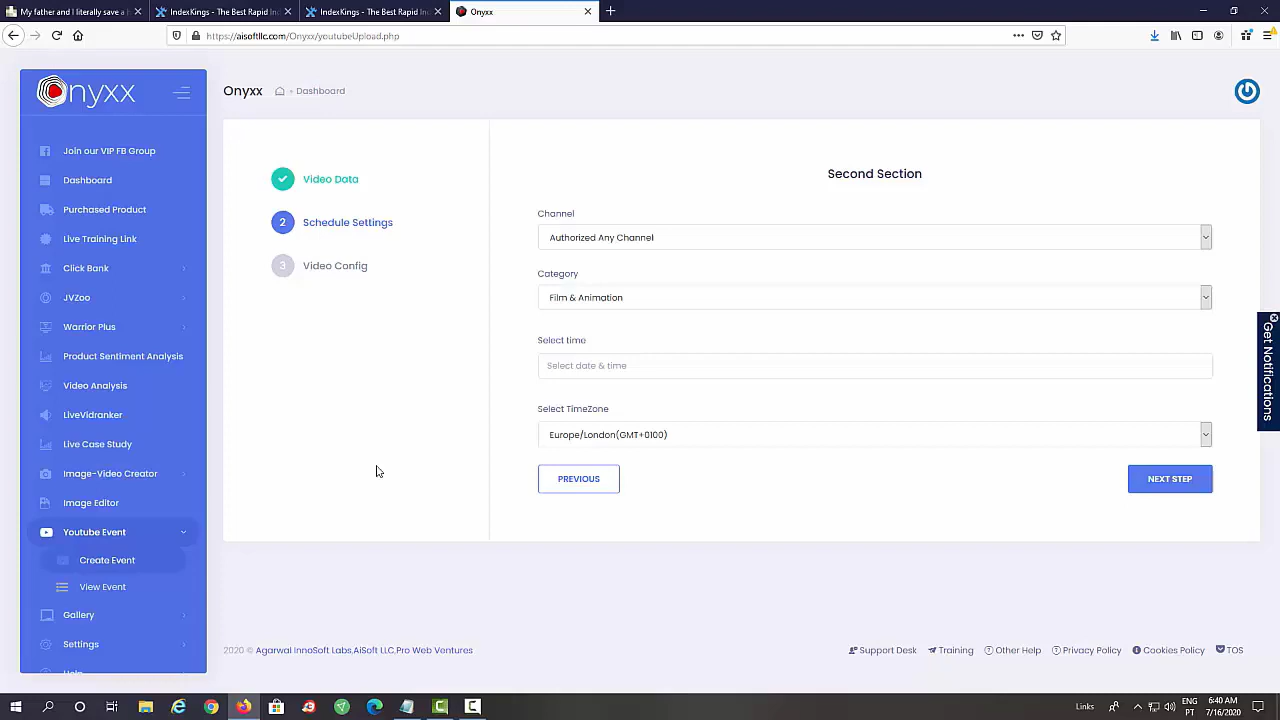 My father and I literally save a h
IndexKings - The Best Rapid Ind
IndexKings - The Best Rapid Ind
Onyxx
https://aisoftllc.com/Onyxx/youtubeUpload.php
Onyxx
Join our VIP FB Group
Dashboard
Purchased Product
Live Training Link
Click Bank
JVZoo
Warrior Plus
Product Sentiment Analysis
Video Analysis
LiveVidranker
Live Case Study
Image-Video Creator
Image Editor
Youtube Event
Create Event
View Event
Gallery
Settings
Help
Onyxx Dashboard
Video Data
2 Schedule Settings
3 Video Config
Second Section
Channel
Authorized Any Channel
Category
Film & Animation
Select time
Select date & time
Select TimeZone
Europe/London(GMT+0100)
PREVIOUS
NEXT STEP
Get Notifications
2020 © Agarwal InnoSoft Labs,AiSoft LLC,Pro Web Ventures
Support Desk Training Other Help Privacy Policy Cookies Policy TOS
Links
ENG
PT
6:40 AM
7/16/2020